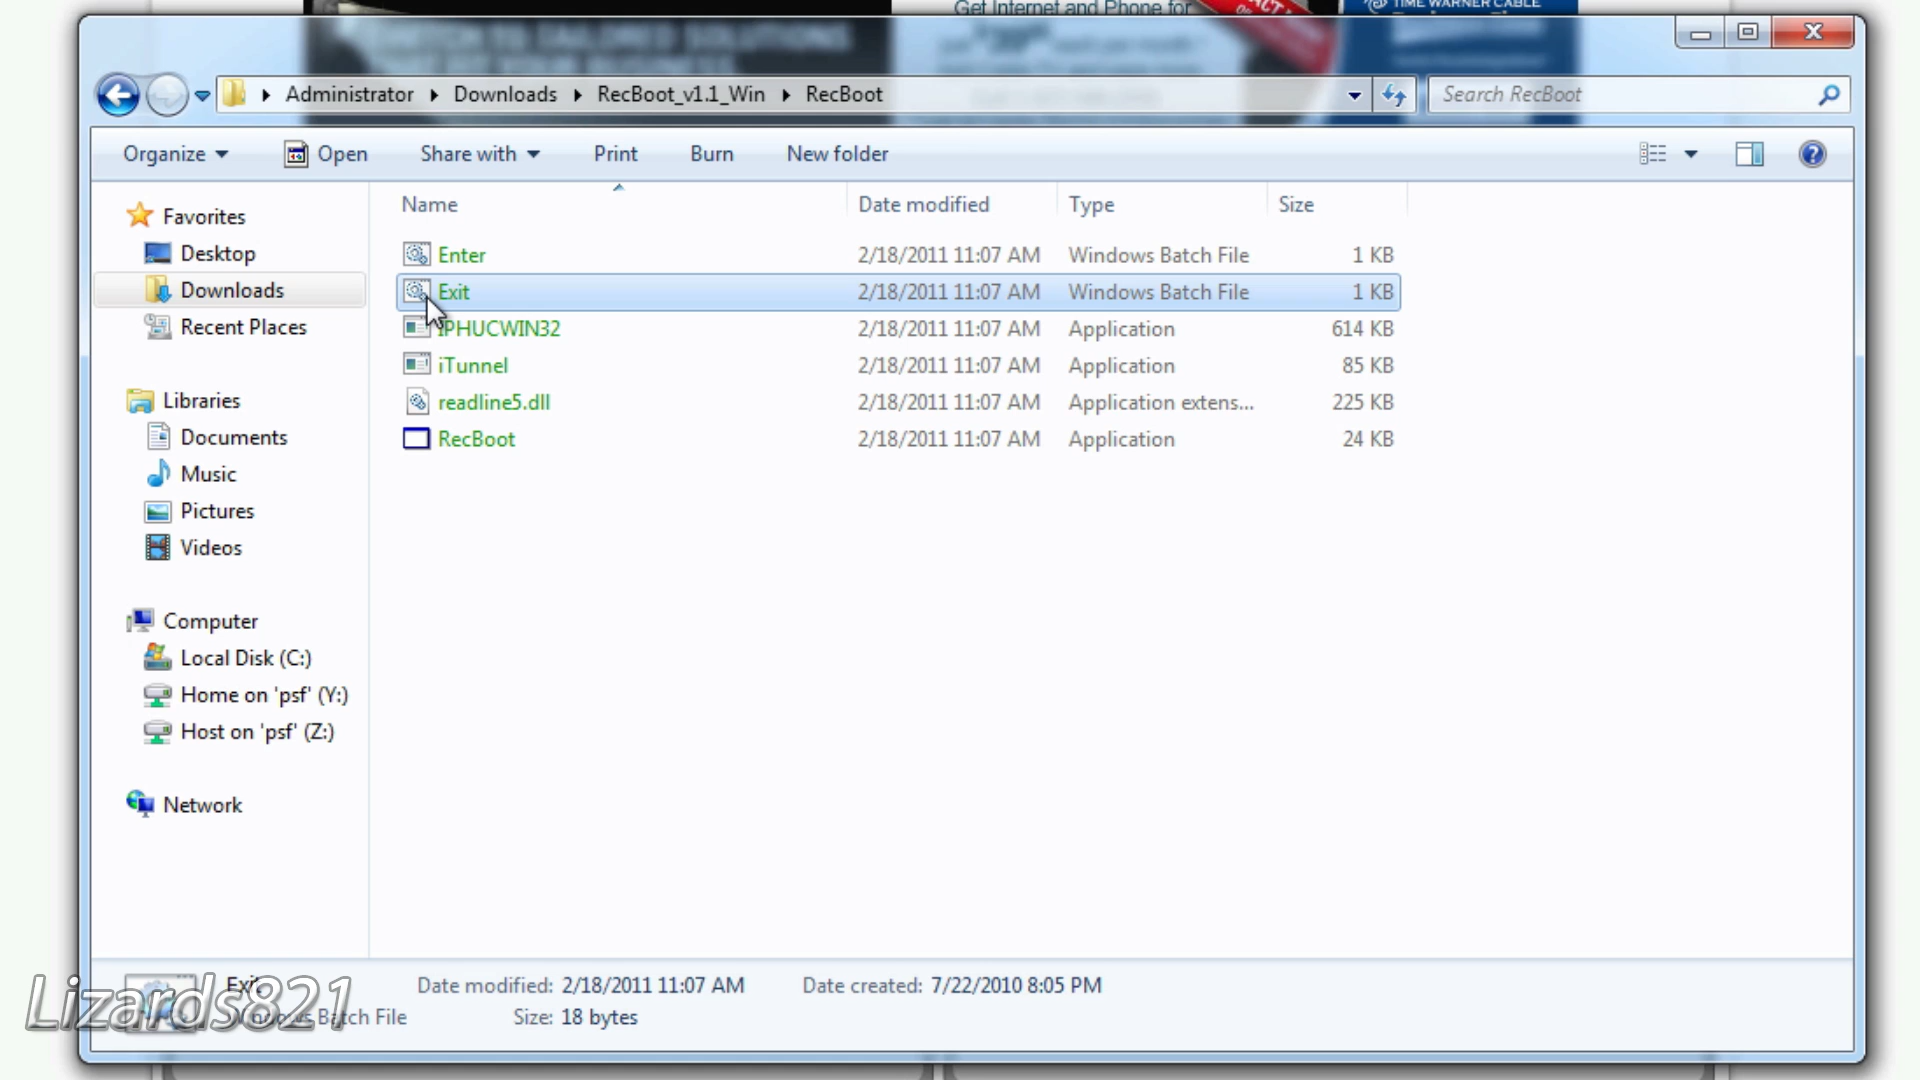 Get Internet and Phone for
TIME WARNER CABLE
Administrator Downloads RecBoot_v1.1_Win RecBoot
Search RecBoot
Organize Open Share with Print Burn New folder
Name Date modified Type Size
Favorites
Desktop
Downloads
Recent Places
Libraries
Documents
Music
Pictures
Videos
Computer
Local Disk (C:)
Home on 'psf' (Y:)
Host on 'psf' (Z:)
Network
Enter 2/18/2011 11:07 AM Windows Batch File 1 KB
Exit 2/18/2011 11:07 AM Windows Batch File 1 KB
IPHUCWIN32 2/18/2011 11:07 AM Application 614 KB
iTunnel 2/18/2011 11:07 AM Application 85 KB
readline5.dll 2/18/2011 11:07 AM Application extens... 225 KB
RecBoot 2/18/2011 11:07 AM Application 24 KB
Exit Date modified: 2/18/2011 11:07 AM Date created: 7/22/2010 8:05 PM
Windows Batch File Size: 18 bytes
Lizards821